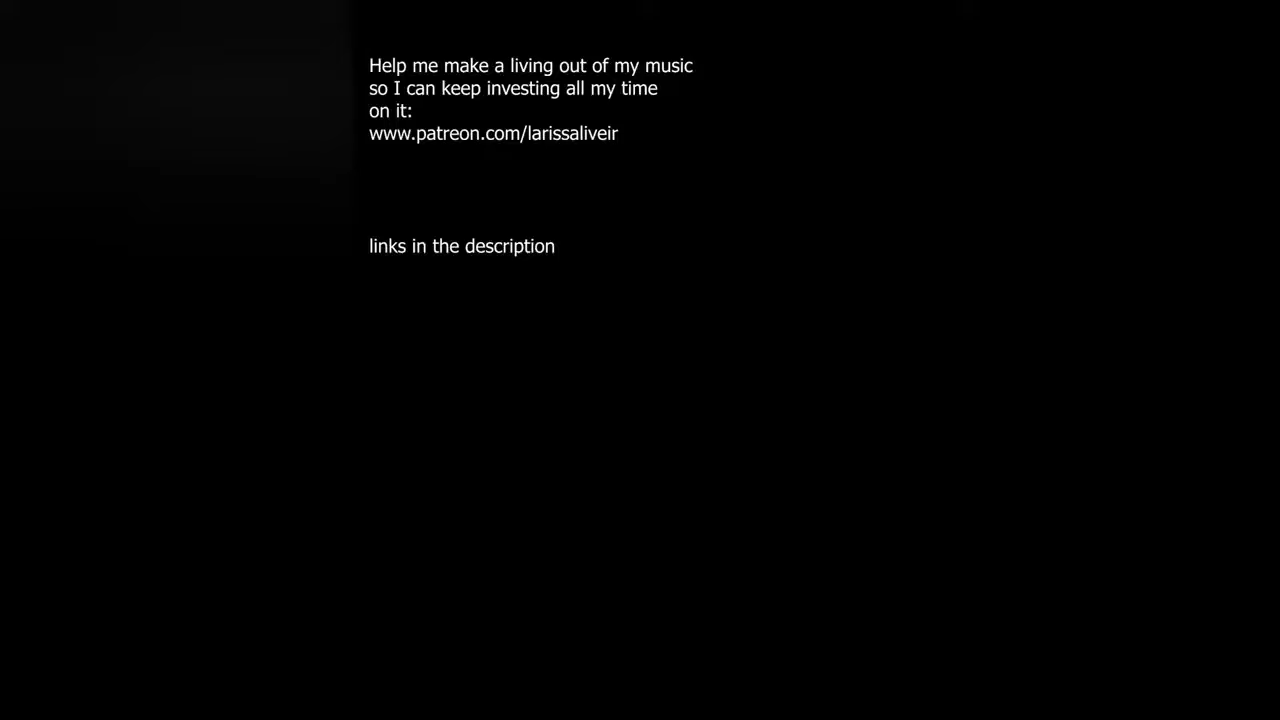 Help me make a living out of my music
so I can keep investing all my time
on it:
www.patreon.com/larissaliveir
links in the description